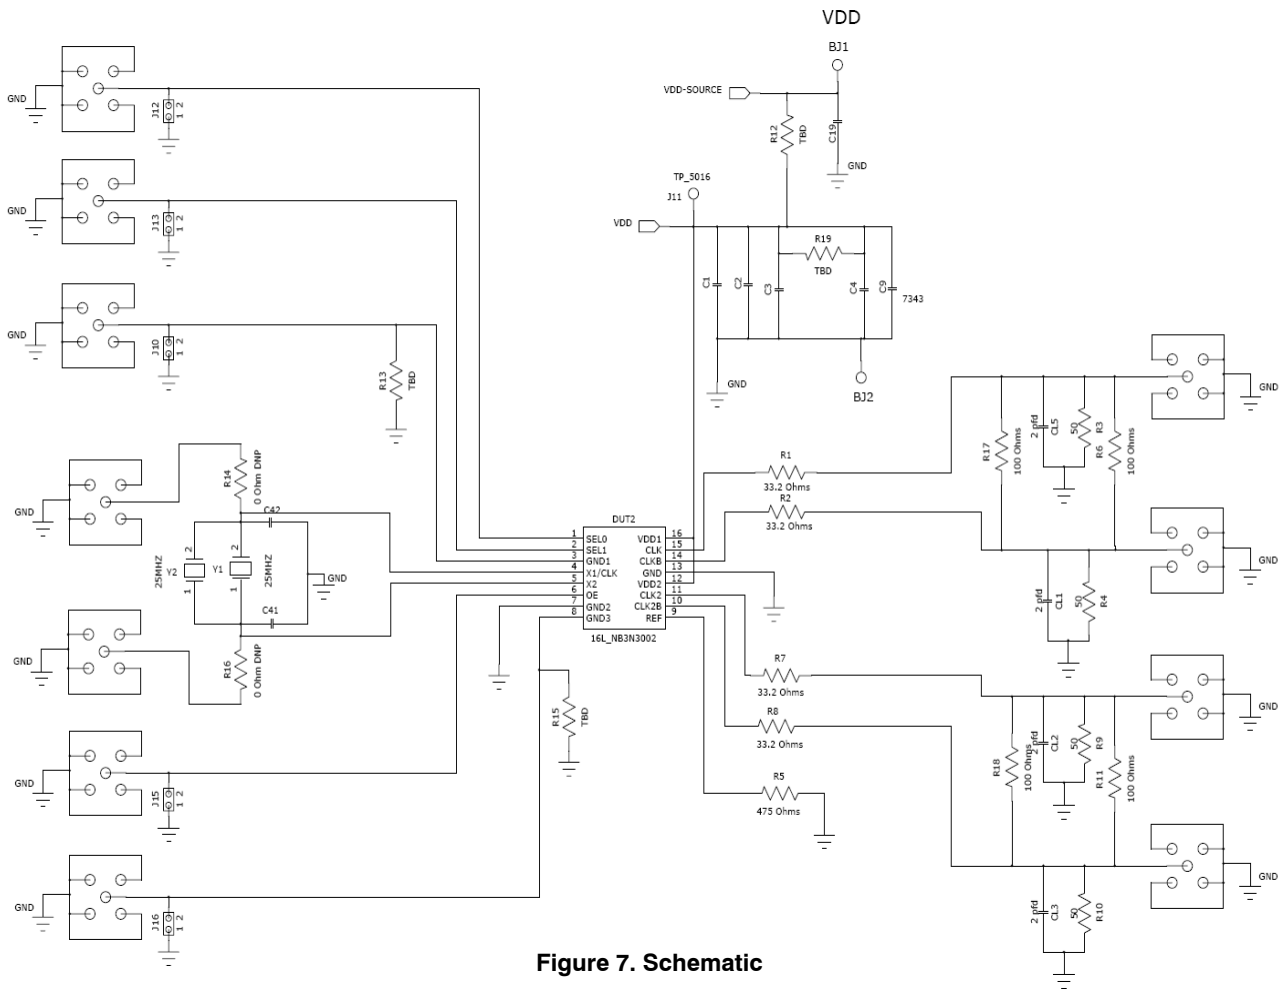 VDD
BJ1
VDD-SOURCE
R12
TBD
C19
GND
TP_5016
J11
VDD
R19
TBD
C1
C2
C3
C4
C9
7343
GND
BJ2
GND
J12
1 2
GND
J13
1 2
GND
J10
1 2
R13
TBD
GND
R14
0 Ohm DNP
C42
25MHZ
Y2
2
1
Y1
2
1
25MHZ
GND
C41
GND
R16
0 Ohm DNP
GND
J15
1 2
GND
J16
1 2
R15
TBD
DUT2
1 SEL0 VDD1 16
2 SEL1 CLK 15
3 GND1 CLKB 14
4 X1/CLK GND 13
5 X2 VDD2 12
6 OE CLK2 11
7 GND2 CLK2B 10
8 GND3 REF 9
16L_NB3N3002
R1
33.2 Ohms
R2
33.2 Ohms
R7
33.2 Ohms
R8
33.2 Ohms
R5
475 Ohms
R17
100 Ohms
2 pfd
CL5
50
R3
R6
100 Ohms
GND
2 pfd
CL1
50
R4
GND
R18
100 Ohms
2 pfd
CL2
50
R9
R11
100 Ohms
GND
2 pfd
CL3
50
R10
GND
Figure 7. Schematic